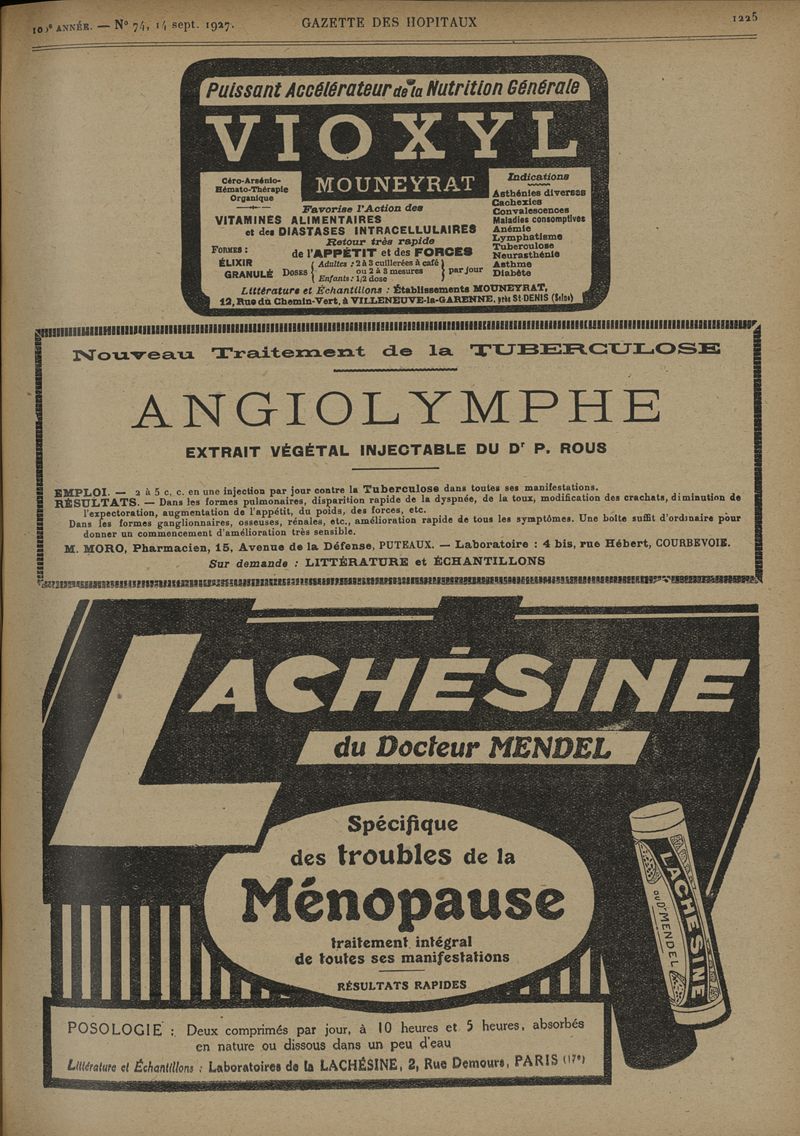 100e ANNÉE. — No 74, 14 sept. 1927. GAZETTE DES HOPITAUX 1225
Puissant Accélérateur de la Nutrition Générale
VIOXYL
MOUNEYRAT
Céro-Arsénio-
Hémato-Thérapie
Organique
Favorise l'Action des
VITAMINES ALIMENTAIRES
et des DIASTASES INTRACELLULAIRES
Retour très rapide
de l'APPÉTIT et des FORCES
FORMES :
ÉLIXIR
GRANULÉ
DOSES
Adultes : 2 à 3 cuillerées à café
ou 2 à 3 mesures
Enfants : 1/2 dose
par jour
Indications
Asthénies diverses
Cachexies
Convalescences
Maladies consomptives
Anémie
Lymphatisme
Tuberculose
Neurasthénie
Asthme
Diabète
Littérature et Échantillons : Établissements MOUNEYRAT,
12, Rue du Chemin-Vert, à VILLENEUVE-la-GARENNE, près St-DENIS (Seine)
Nouveau Traitement de la TUBERCULOSE
ANGIOLYMPHE
EXTRAIT VÉGÉTAL INJECTABLE DU Dr P. ROUS
EMPLOI. — 2 à 5 c. c. en une injection par jour contre la Tuberculose dans toutes ses manifestations.
RÉSULTATS. — Dans les formes pulmonaires, disparition rapide de la dyspnée, de la toux, modification des crachats, diminution de
l'expectoration, augmentation de l'appétit, du poids, des forces, etc.
Dans les formes ganglionnaires, osseuses, rénales, etc., amélioration rapide de tous les symptômes. Une boîte suffit d'ordinaire pour
donner un commencement d'amélioration très sensible.
M. MORO, Pharmacien, 15, Avenue de la Défense, PUTEAUX. — Laboratoire : 4 bis, rue Hébert, COURBEVOIE.
Sur demande : LITTÉRATURE et ÉCHANTILLONS
LACHÉSINE
du Docteur MENDEL
Spécifique
des troubles de la
Ménopause
traitement intégral
de toutes ses manifestations
RÉSULTATS RAPIDES
LACHÉSINE
DU Dr MENDEL
POSOLOGIE : Deux comprimés par jour, à 10 heures et 5 heures, absorbés
en nature ou dissous dans un peu d'eau
Littérature et Échantillons : Laboratoires de la LACHÉSINE, 2, Rue Demours, PARIS (17e)